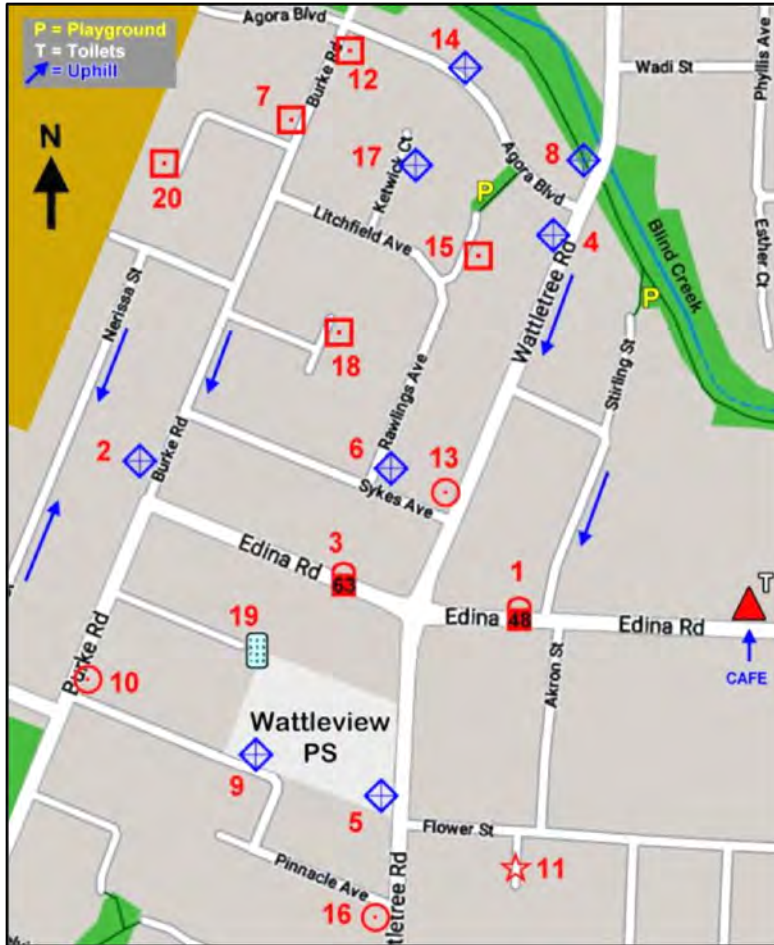 P = Playground
T = Toilets
= Uphill
N
Agora Blvd
Burke Rd
12
14
Wadi St
Phyllis Ave
7
20
17
Ketwick Ct
8
Agora Blvd
P
Litchfield Ave
15
4
Blind Creek
Esther Ct
Nerissa St
Wattletree Rd
P
18
Stirling St
Rawlings Ave
2
Burke Rd
6
13
Sykes Ave
Edina Rd
3
63
1
48
Edina
Edina Rd
T
CAFE
19
Burke Rd
10
Akron St
Wattleview
PS
9
5
Flower St
11
Pinnacle Ave
16
ttletree Rd